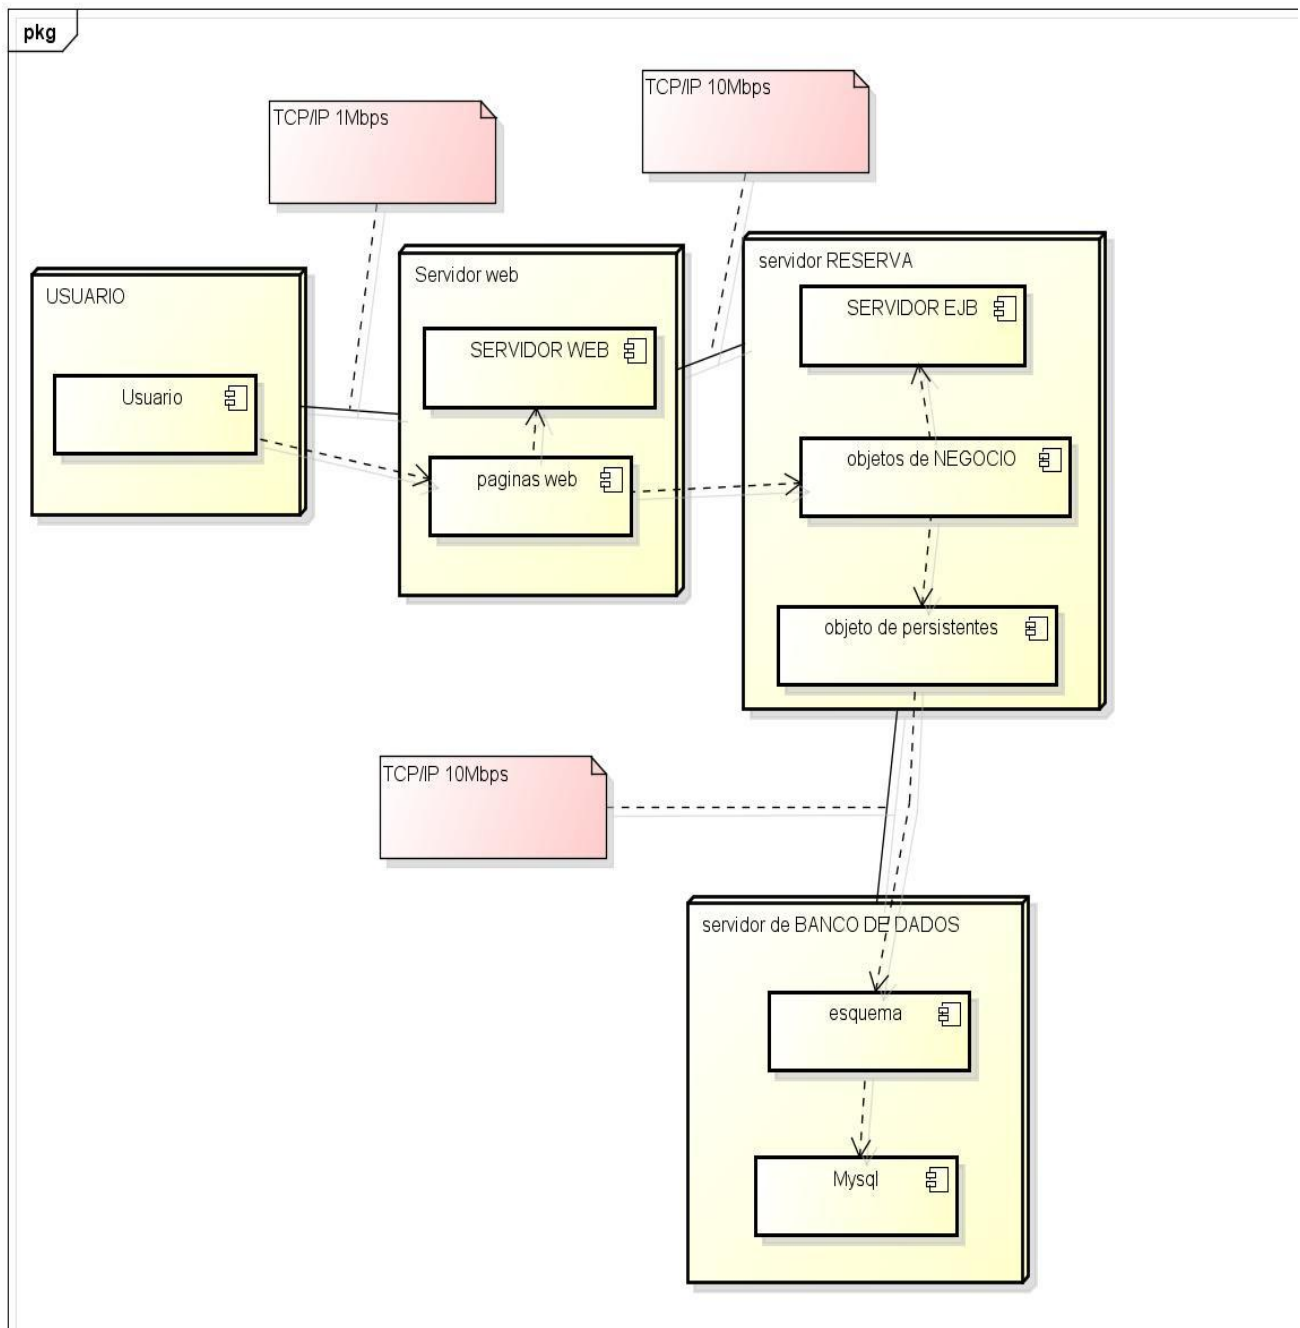 pkg
TCP/IP 1Mbps
TCP/IP 10Mbps
USUARIO
Usuario
Servidor web
SERVIDOR WEB
paginas web
servidor RESERVA
SERVIDOR EJB
objetos de NEGOCIO
objeto de persistentes
TCP/IP 10Mbps
servidor de BANCO DE DADOS
esquema
Mysql